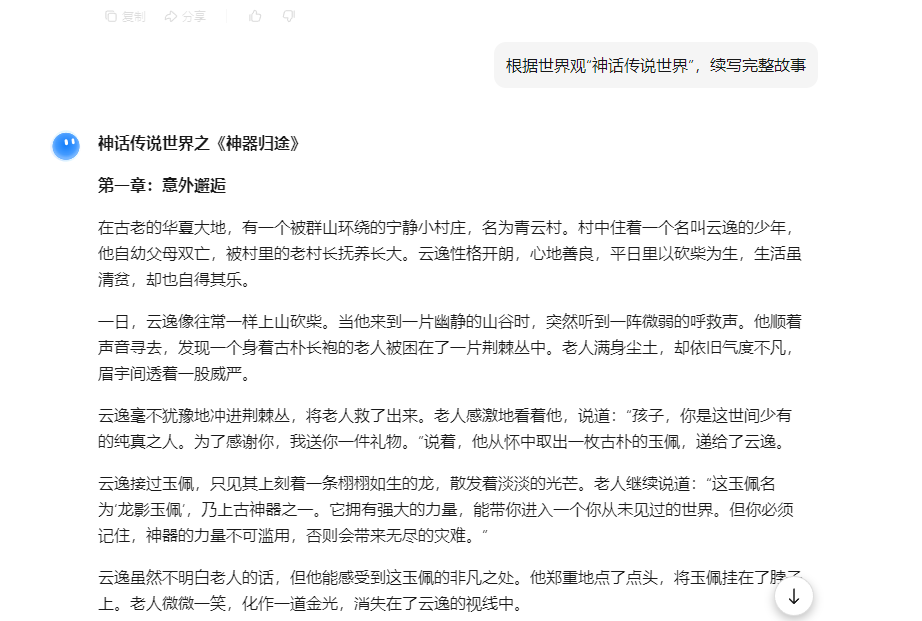 复制 分享
根据世界观“神话传说世界”，续写完整故事
神话传说世界之《神器归途》
第一章：意外邂逅
在古老的华夏大地，有一个被群山环绕的宁静小村庄，名为青云村。村中住着一个名叫云逸的少年，
他自幼父母双亡，被村里的老村长抚养长大。云逸性格开朗，心地善良，平日里以砍柴为生，生活虽
清贫，却也自得其乐。
一日，云逸像往常一样上山砍柴。当他来到一片幽静的山谷时，突然听到一阵微弱的呼救声。他顺着
声音寻去，发现一个身着古朴长袍的老人被困在了一片荆棘丛中。老人满身尘土，却依旧气度不凡，
眉宇间透着一股威严。
云逸毫不犹豫地冲进荆棘丛，将老人救了出来。老人感激地看着他，说道：“孩子，你是这世间少有
的纯真之人。为了感谢你，我送你一件礼物。”说着，他从怀中取出一枚古朴的玉佩，递给了云逸。
云逸接过玉佩，只见其上刻着一条栩栩如生的龙，散发着淡淡的光芒。老人继续说道：“这玉佩名
为‘龙影玉佩’，乃上古神器之一。它拥有强大的力量，能带你进入一个你从未见过的世界。但你必须
记住，神器的力量不可滥用，否则会带来无尽的灾难。”
云逸虽然不明白老人的话，但他能感受到这玉佩的非凡之处。他郑重地点了点头，将玉佩挂在了脖子
上。老人微微一笑，化作一道金光，消失在了云逸的视线中。